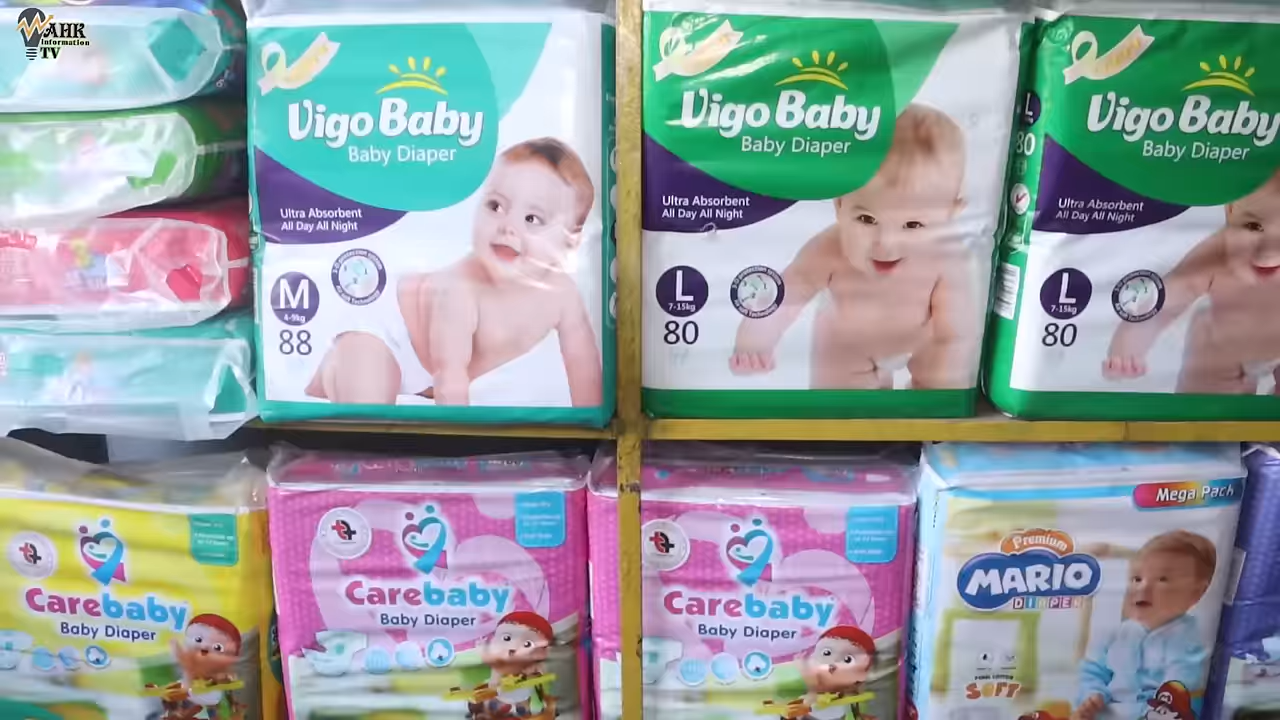 AHK
Information
TV
Vigo Baby
Baby Diaper
Ultra Absorbent
All Day All Night
M
4-9kg
88
Vigo Baby
Baby Diaper
Ultra Absorbent
All Day All Night
L
7-15kg
80
L
80
Vigo Baby
Baby Diaper
Ultra Absorbent
All Day All Night
L
7-15kg
80
Carebaby
Baby Diaper
Carebaby
Baby Diaper
Carebaby
Baby Diaper
Mega Pack
Premium
MARIO
DIAPER
SOFT